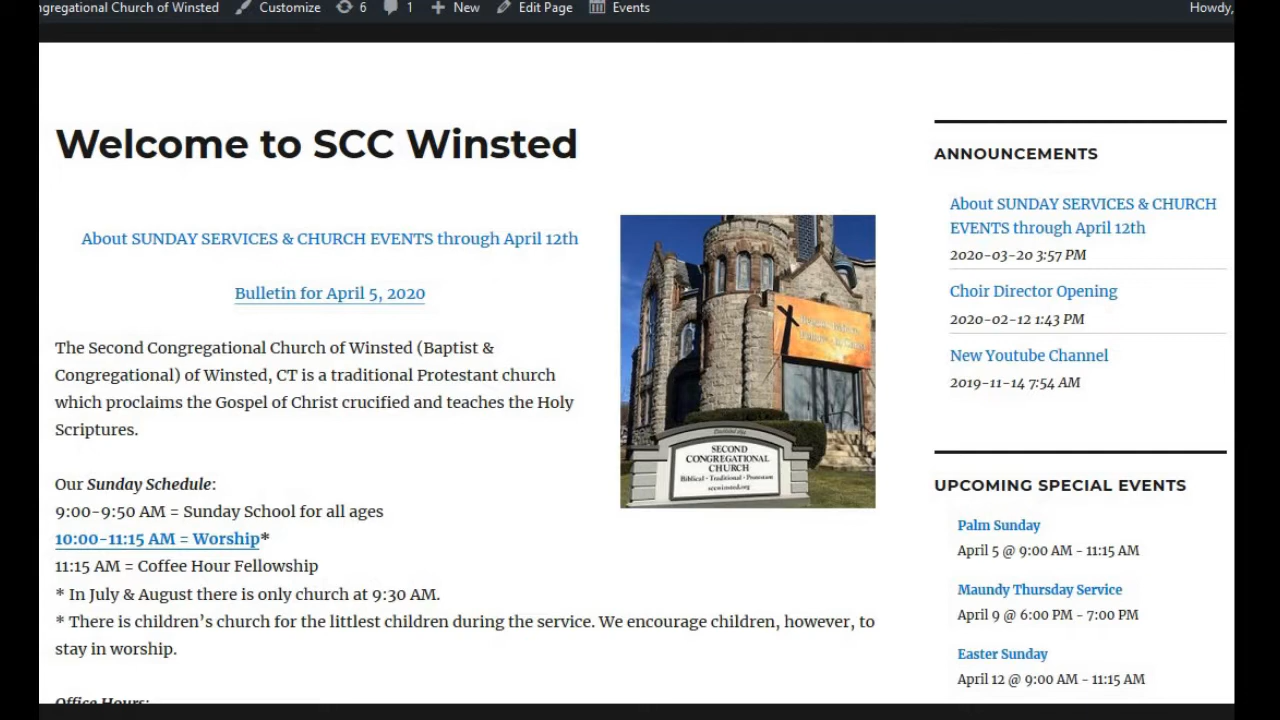 ngregational Church of Winsted Customize 6 1 New Edit Page Events Howdy,
Welcome to SCC Winsted
About SUNDAY SERVICES & CHURCH EVENTS through April 12th
Bulletin for April 5, 2020
The Second Congregational Church of Winsted (Baptist &
Congregational) of Winsted, CT is a traditional Protestant church
which proclaims the Gospel of Christ crucified and teaches the Holy
Scriptures.
Our Sunday Schedule:
9:00-9:50 AM = Sunday School for all ages
10:00-11:15 AM = Worship*
11:15 AM = Coffee Hour Fellowship
* In July & August there is only church at 9:30 AM.
* There is children’s church for the littlest children during the service. We encourage children, however, to
stay in worship.
Office Hours:
SECOND
CONGREGATIONAL
CHURCH
Biblical · Traditional · Protestant
sccwinsted.org
ANNOUNCEMENTS
About SUNDAY SERVICES & CHURCH
EVENTS through April 12th
2020-03-20 3:57 PM
Choir Director Opening
2020-02-12 1:43 PM
New Youtube Channel
2019-11-14 7:54 AM
UPCOMING SPECIAL EVENTS
Palm Sunday
April 5 @ 9:00 AM - 11:15 AM
Maundy Thursday Service
April 9 @ 6:00 PM - 7:00 PM
Easter Sunday
April 12 @ 9:00 AM - 11:15 AM